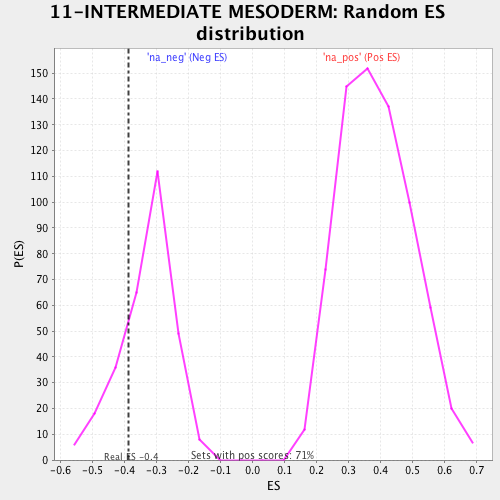 11-INTERMEDIATE MESODERM: Random ES
distribution
'na_neg' (Neg ES) 'na_pos' (Pos ES)
P(ES)
150
140
130
120
110
100
90
80
70
60
50
40
30
20
10
0
Real ES -0.4 Sets with pos scores: 71%
-0.6 -0.5 -0.4 -0.3 -0.2 -0.1 0.0 0.1 0.2 0.3 0.4 0.5 0.6 0.7
ES